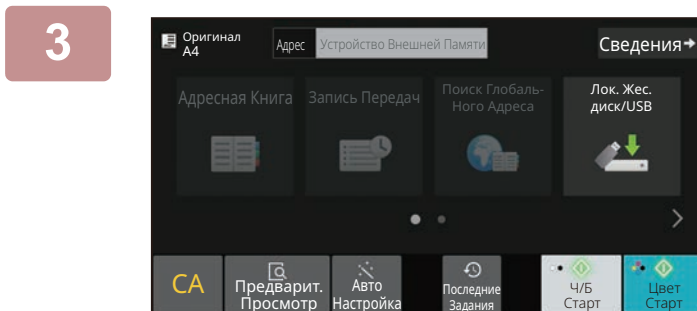 3
Оригинал
A4
Адрес
Устройство Внешней Памяти
Сведения
Адресная Книга
Запись Передач
Поиск Глобаль-
Ного Адреса
Лок. Жес.
диск/USB
CA
Предварит.
Просмотр
Авто
Настройка
Последние
Задания
Ч/Б
Старт
Цвет
Старт